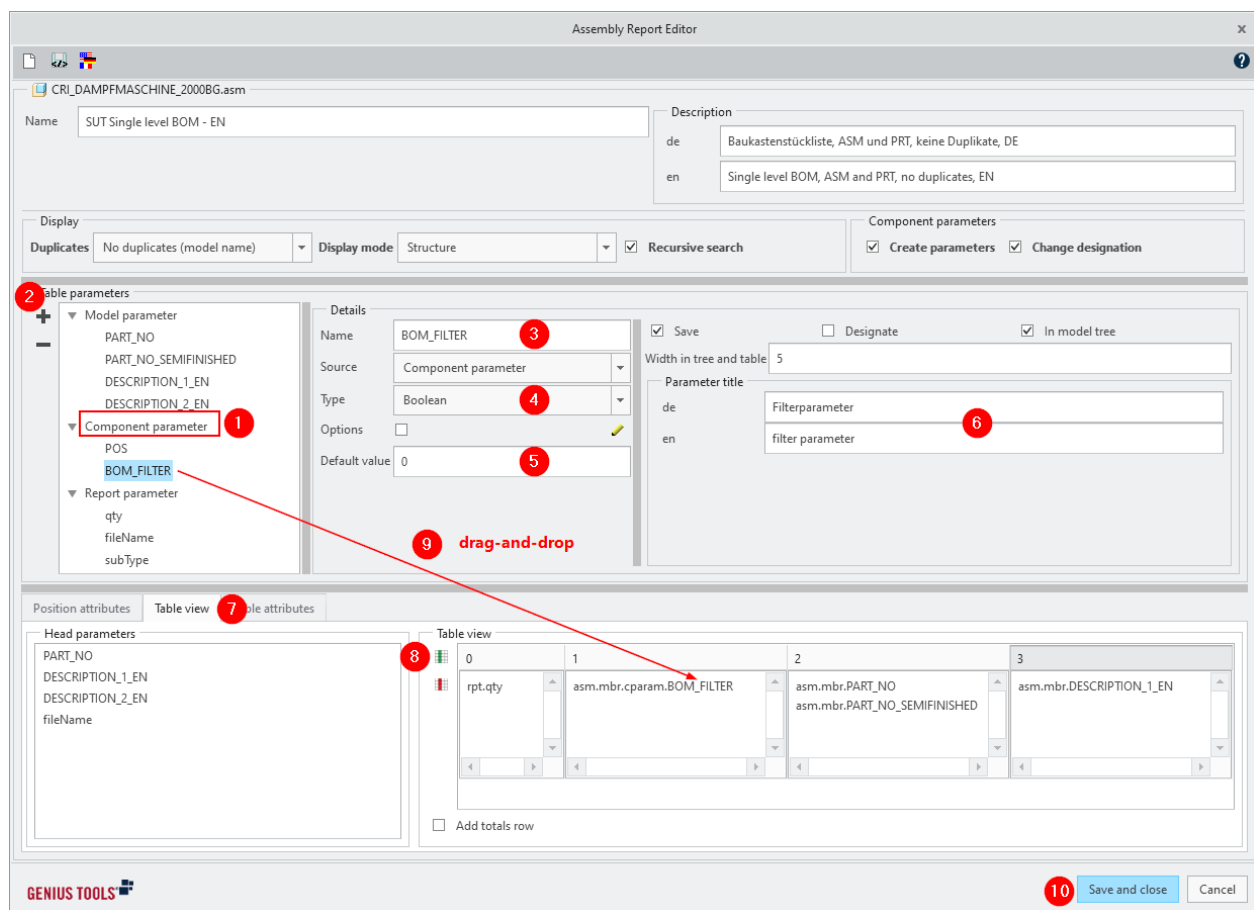 Assembly Report Editor
x
CRI_DAMPFMASCHINE_2000BG.asm
Name SUT Single level BOM - EN
Description
de Baukastenstückliste, ASM und PRT, keine Duplikate, DE
en Single level BOM, ASM and PRT, no duplicates, EN
Display
Duplicates No duplicates (model name) Display mode Structure Recursive search
Component parameters
Create parameters Change designation
2
Table parameters
Model parameter
PART_NO
PART_NO_SEMIFINISHED
DESCRIPTION_1_EN
DESCRIPTION_2_EN
Component parameter 1
POS
BOM_FILTER
Report parameter
qty
fileName
subType
Details
Name BOM_FILTER 3
Source Component parameter
Type Boolean 4
Options
Default value 0 5
9 drag-and-drop
Save Designate In model tree
Width in tree and table 5
Parameter title
de Filterparameter
6
en filter parameter
Position attributes Table view 7 ble attributes
Head parameters
PART_NO
DESCRIPTION_1_EN
DESCRIPTION_2_EN
fileName
Table view
8 0 1 2 3
rpt.qty asm.mbr.cparam.BOM_FILTER asm.mbr.PART_NO asm.mbr.DESCRIPTION_1_EN
asm.mbr.PART_NO_SEMIFINISHED
Add totals row
GENIUS TOOLS
10 Save and close Cancel